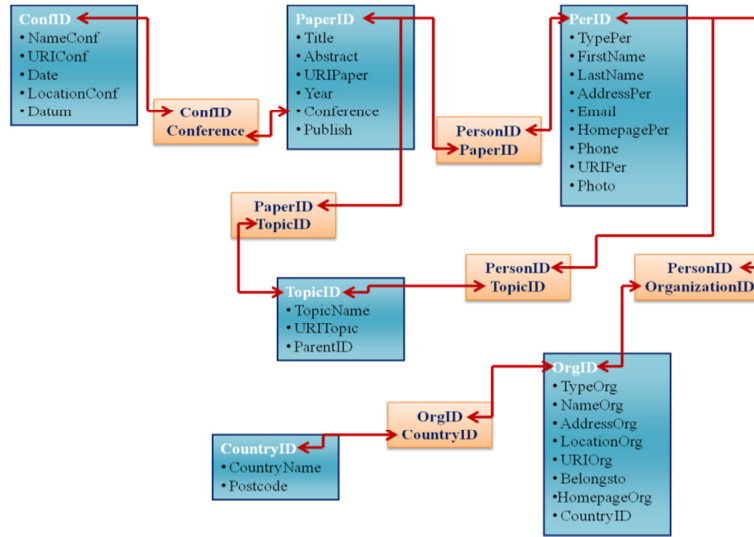 ConfID
• NameConf
• URIConf
• Date
• LocationConf
• Datum
ConfID
Conference
PaperID
• Title
• Abstract
• URIPaper
• Year
• Conference
• Publish
PersonID
PaperID
PerID
• TypePer
• FirstName
• LastName
• AddressPer
• Email
• HomepagePer
• Phone
• URIPer
• Photo
PaperID
TopicID
TopicID
• TopicName
• URITopic
• ParentID
PersonID
TopicID
PersonID
OrganizationID
OrgID
• TypeOrg
• NameOrg
• AddressOrg
• LocationOrg
• URIOrg
• Belongsto
• HomepageOrg
• CountryID
OrgID
CountryID
CountryID
• CountryName
• Postcode